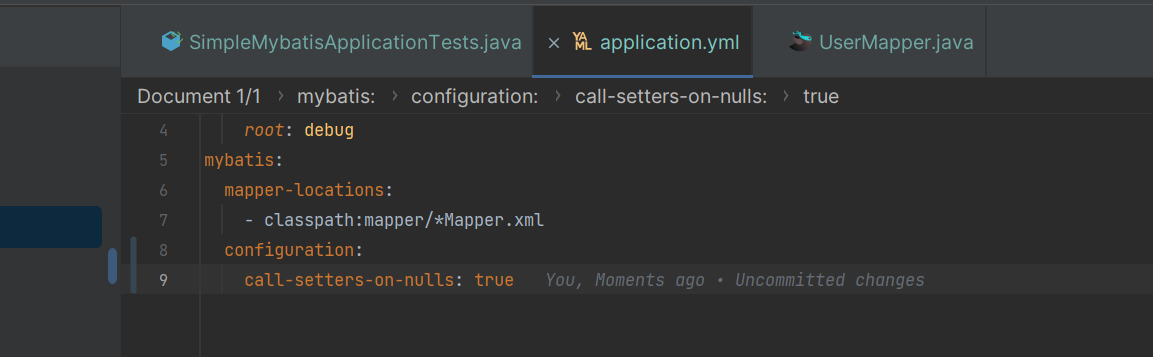 SimpleMybatisApplicationTests.java × YAML application.yml UserMapper.java
Document 1/1 › mybatis: › configuration: › call-setters-on-nulls: › true
4 root: debug
5 mybatis:
6 mapper-locations:
7 - classpath:mapper/*Mapper.xml
8 configuration:
9 call-setters-on-nulls: true You, Moments ago • Uncommitted changes